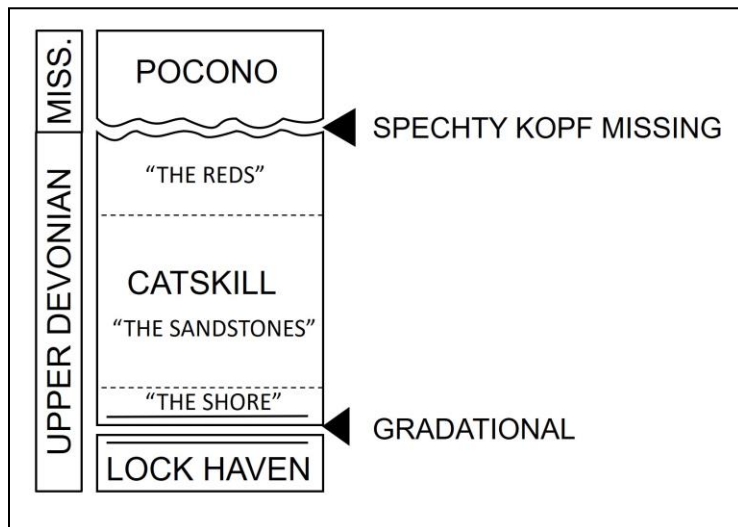 MISS.
POCONO
SPECHTY KOPF MISSING
UPPER DEVONIAN
“THE REDS”
CATSKILL
“THE SANDSTONES”
“THE SHORE”
GRADATIONAL
LOCK HAVEN